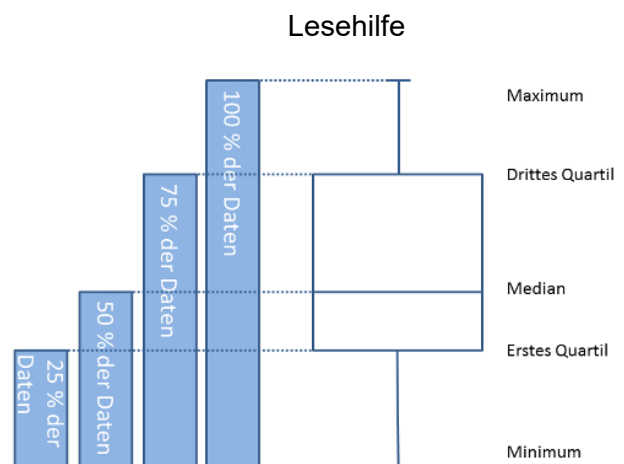 Lesehilfe
Maximum
Drittes Quartil
Median
Erstes Quartil
Minimum
25 % der
Daten
50 % der Daten
75 % der Daten
100 % der Daten